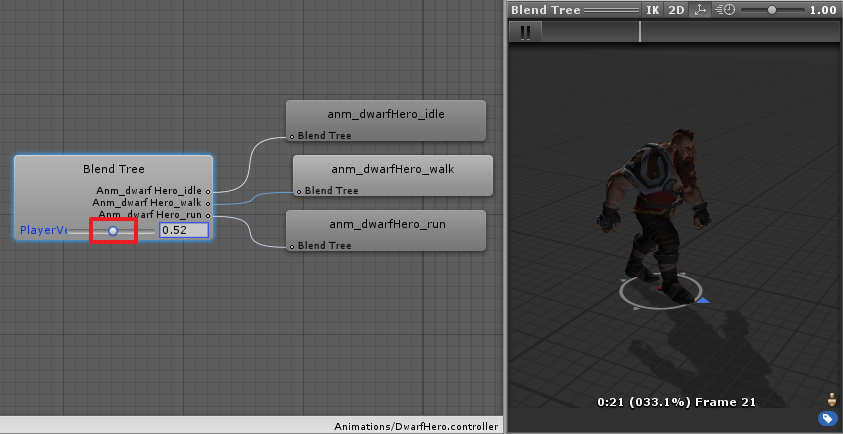 Blend Tree
Anm_dwarf Hero_idle
Anm_dwarf Hero_walk
Anm_dwarf Hero_run
PlayerVe
0.52
anm_dwarfHero_idle
Blend Tree
anm_dwarfHero_walk
Blend Tree
anm_dwarfHero_run
Blend Tree
Animations/DwarfHero.controller
Blend Tree IK 2D 1.00
0:21 (033.1%) Frame 21